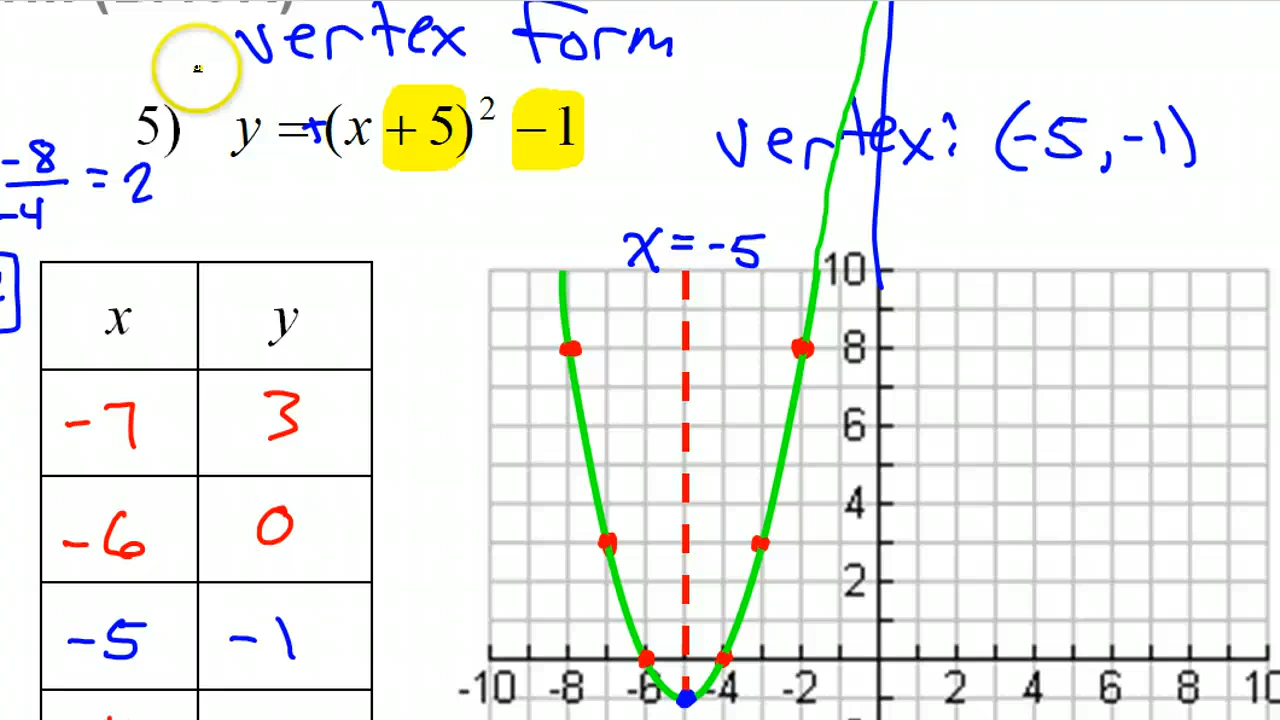 vertex form
5) y = +(x + 5)² − 1
vertex: (-5, -1)
-8/-4 = 2
x = -5
x y
-7 3
-6 0
-5 -1
10
8
6
4
2
-10 -8 -6 -4 -2 2 4 6 8 10